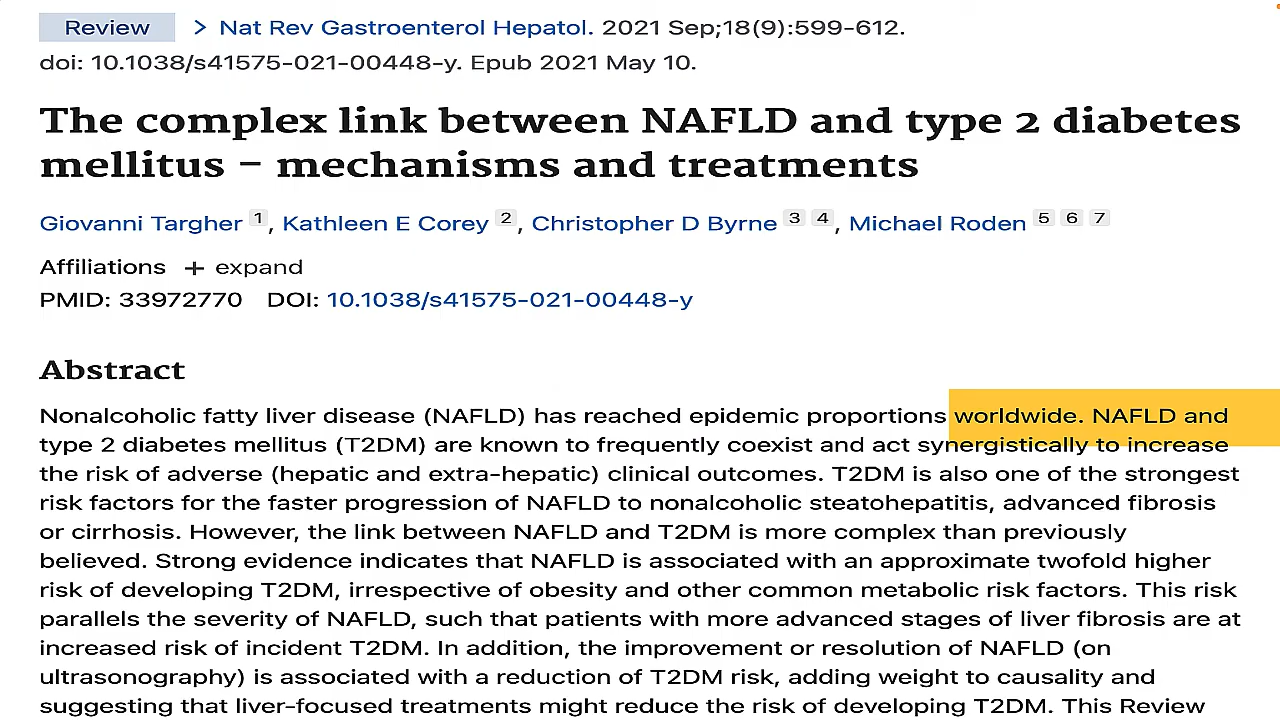 Review > Nat Rev Gastroenterol Hepatol. 2021 Sep;18(9):599-612.
doi: 10.1038/s41575-021-00448-y. Epub 2021 May 10.
The complex link between NAFLD and type 2 diabetes
mellitus – mechanisms and treatments
Giovanni Targher 1, Kathleen E Corey 2, Christopher D Byrne 3 4, Michael Roden 5 6 7
Affiliations + expand
PMID: 33972770 DOI: 10.1038/s41575-021-00448-y
Abstract
Nonalcoholic fatty liver disease (NAFLD) has reached epidemic proportions worldwide. NAFLD and
type 2 diabetes mellitus (T2DM) are known to frequently coexist and act synergistically to increase
the risk of adverse (hepatic and extra-hepatic) clinical outcomes. T2DM is also one of the strongest
risk factors for the faster progression of NAFLD to nonalcoholic steatohepatitis, advanced fibrosis
or cirrhosis. However, the link between NAFLD and T2DM is more complex than previously
believed. Strong evidence indicates that NAFLD is associated with an approximate twofold higher
risk of developing T2DM, irrespective of obesity and other common metabolic risk factors. This risk
parallels the severity of NAFLD, such that patients with more advanced stages of liver fibrosis are at
increased risk of incident T2DM. In addition, the improvement or resolution of NAFLD (on
ultrasonography) is associated with a reduction of T2DM risk, adding weight to causality and
suggesting that liver-focused treatments might reduce the risk of developing T2DM. This Review